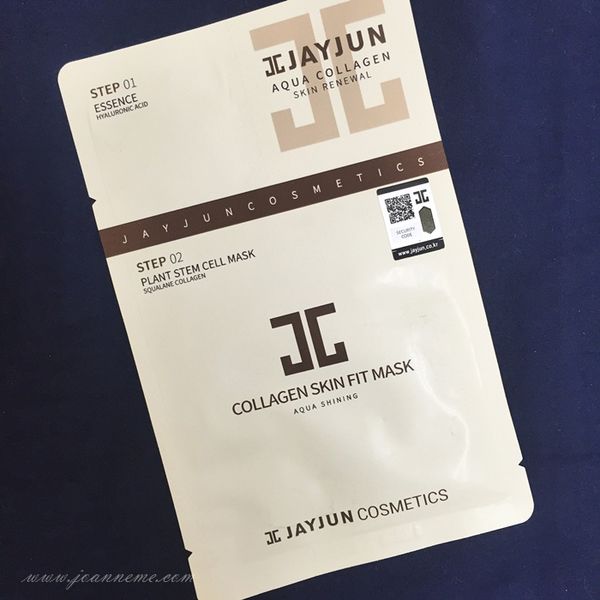 STEP 01
ESSENCE
HYALURONIC ACID
JAYJUN
AQUA COLLAGEN
SKIN RENEWAL
JAYJUNCOSMETICS
SECURITY
CODE
www.jayjun.co.kr
STEP 02
PLANT STEM CELL MASK
SQUALANE COLLAGEN
COLLAGEN SKIN FIT MASK
AQUA SHINING
JAYJUN COSMETICS
www.joanneme.com